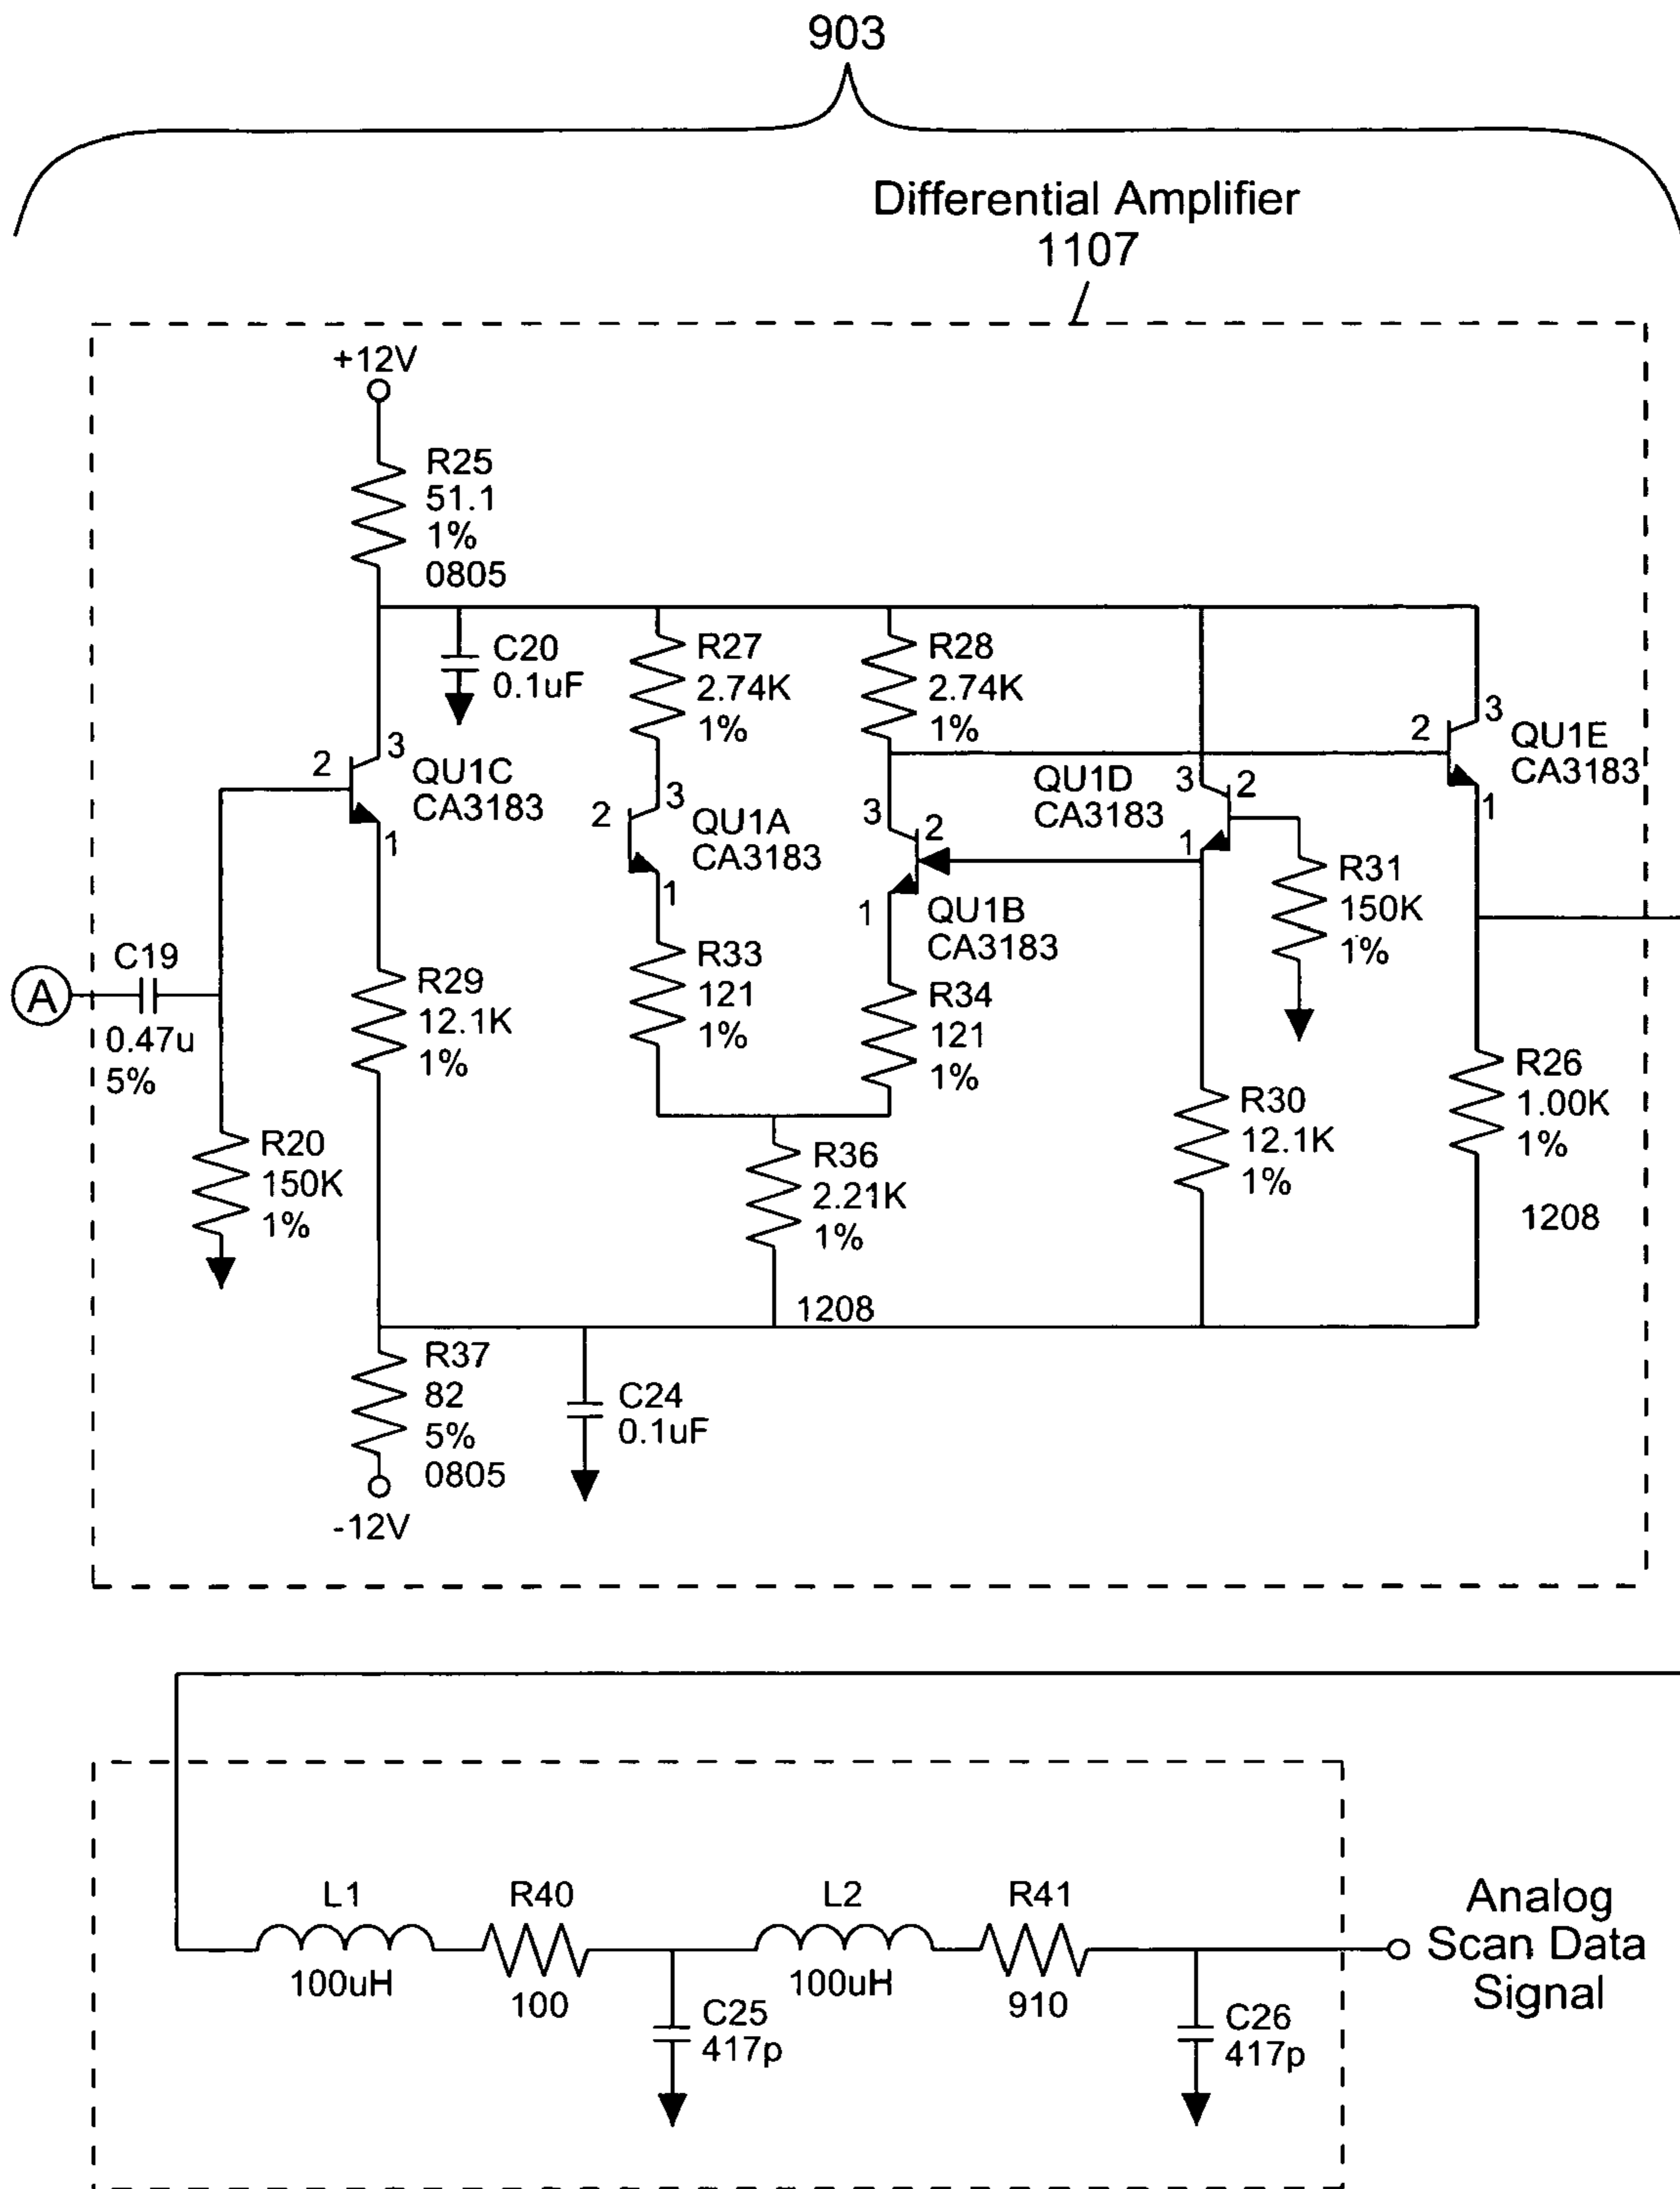 903
Differential Amplifier
1107
+12V
R25
51.1
1%
0805
C20
0.1uF
R27
2.74K
1%
R28
2.74K
1%
2
3
QU1C
CA3183
1
2
3
QU1A
CA3183
1
3
2
1
QU1B
CA3183
QU1D
CA3183
3
2
1
2
3
QU1E
CA3183
1
R31
150K
1%
A
C19
0.47u
5%
R29
12.1K
1%
R33
121
1%
R34
121
1%
R20
150K
1%
R36
2.21K
1%
R30
12.1K
1%
R26
1.00K
1%
1208
1208
R37
82
5%
0805
-12V
C24
0.1uF
L1
100uH
R40
100
C25
417p
L2
100uH
R41
910
C26
417p
Analog
Scan Data
Signal